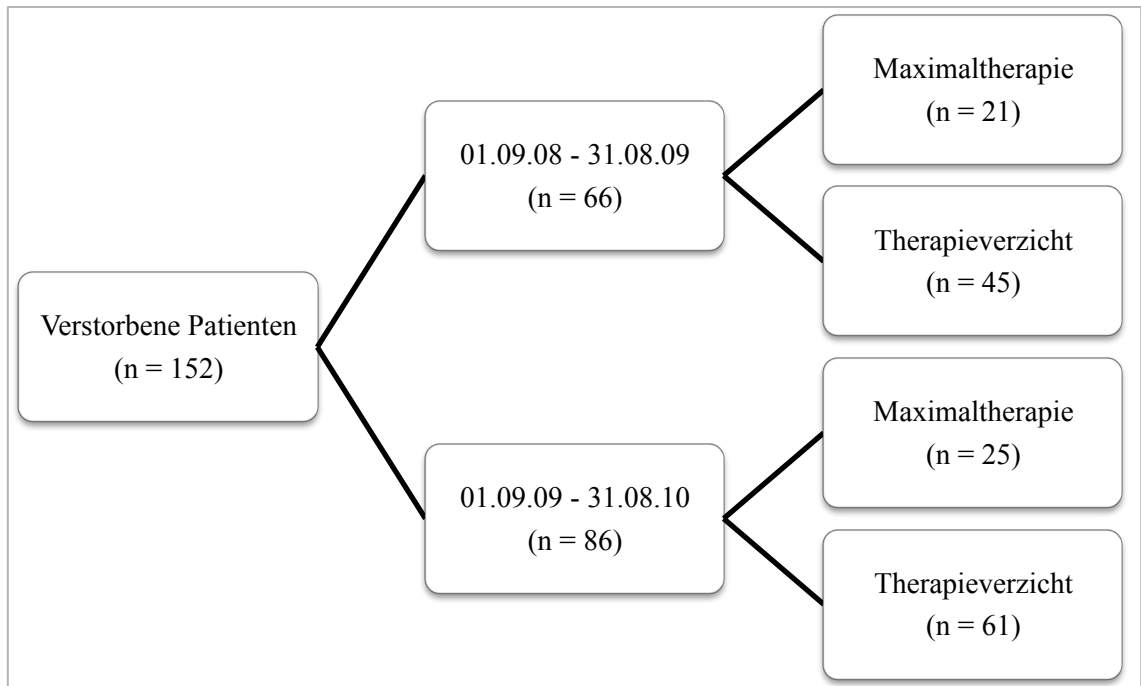 Verstorbene Patienten
(n = 152)
01.09.08 - 31.08.09
(n = 66)
Maximaltherapie
(n = 21)
Therapieverzicht
(n = 45)
01.09.09 - 31.08.10
(n = 86)
Maximaltherapie
(n = 25)
Therapieverzicht
(n = 61)